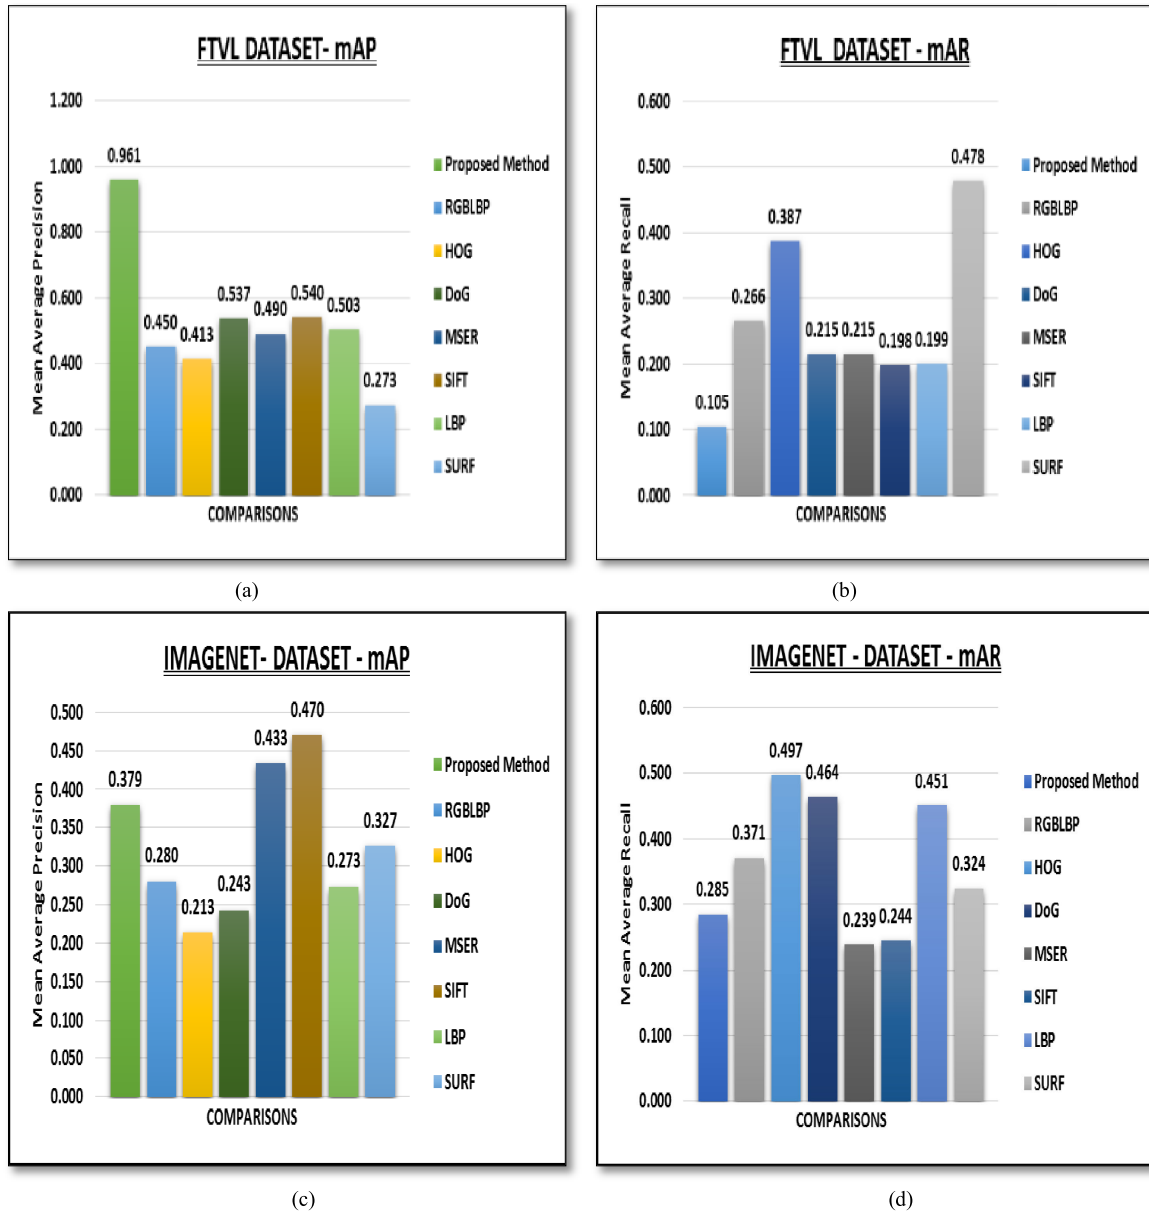 FTVL DATASET- mAP
1.200
1.000
0.800
0.600
0.400
0.200
0.000
Mean Average Precision
0.961
0.450
0.413
0.537
0.490
0.540
0.503
0.273
COMPARISONS
Proposed Method
RGBLBP
HOG
DoG
MSER
SIFT
LBP
SURF
(a)
FTVL DATASET - mAR
0.600
0.500
0.400
0.300
0.200
0.100
0.000
Mean Average Recall
0.105
0.266
0.387
0.215
0.215
0.198
0.199
0.478
COMPARISONS
Proposed Method
RGBLBP
HOG
DoG
MSER
SIFT
LBP
SURF
(b)
IMAGENET- DATASET - mAP
0.500
0.450
0.400
0.350
0.300
0.250
0.200
0.150
0.100
0.050
0.000
Mean Average Precision
0.379
0.280
0.213
0.243
0.433
0.470
0.273
0.327
COMPARISONS
Proposed Method
RGBLBP
HOG
DoG
MSER
SIFT
LBP
SURF
(c)
IMAGENET - DATASET - mAR
0.600
0.500
0.400
0.300
0.200
0.100
0.000
Mean Average Recall
0.285
0.371
0.497
0.464
0.239
0.244
0.451
0.324
COMPARISONS
Proposed Method
RGBLBP
HOG
DoG
MSER
SIFT
LBP
SURF
(d)